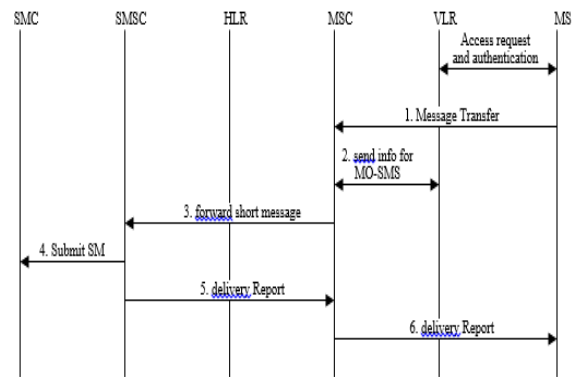 SMC SMSC HLR MSC VLR MS
Access request
and authentication
1. Message Transfer
2. send info for
MO-SMS
3. forward short message
4. Submit SM
5. delivery Report
6. delivery Report